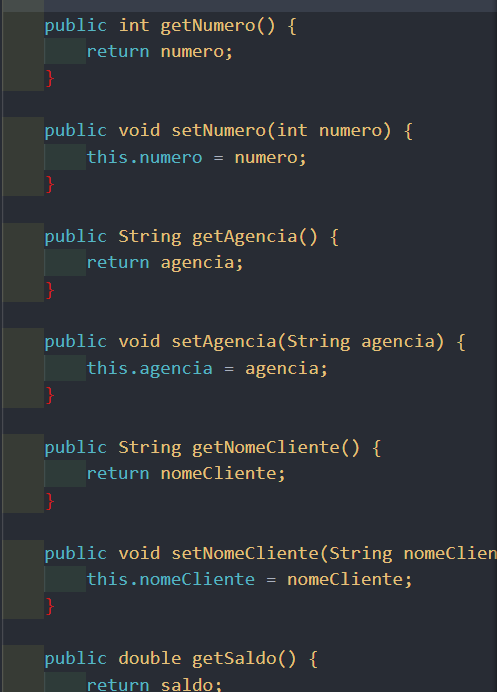 public int getNumero() {
return numero;
}
public void setNumero(int numero) {
this.numero = numero;
}
public String getAgencia() {
return agencia;
}
public void setAgencia(String agencia) {
this.agencia = agencia;
}
public String getNomeCliente() {
return nomeCliente;
}
public void setNomeCliente(String nomeClien
this.nomeCliente = nomeCliente;
}
public double getSaldo() {
return saldo;